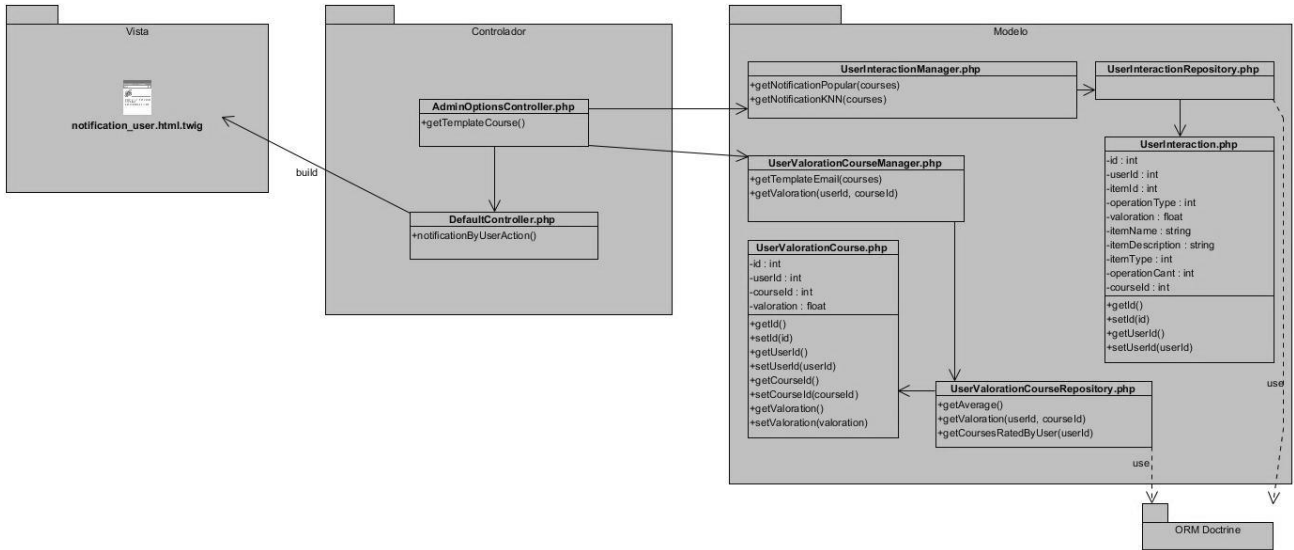 Vista
notification_user.html.twig
build
Controlador
AdminOptionsController.php
+getTemplateCourse()
DefaultController.php
+notificationByUserAction()
Modelo
UserInteractionManager.php
+getNotificationPopular(courses)
+getNotificationKNN(courses)
UserInteractionRepository.php
UserValorationCourseManager.php
+getTemplateEmail(courses)
+getValoration(userId, courseId)
UserInteraction.php
-id : int
-userId : int
-itemId : int
-operationType : int
-valoration : float
-itemName : string
-itemDescription : string
-itemType : int
-operationCant : int
-courseId : int
+getId()
+setId(id)
+getUserId()
+setUserId(userId)
UserValorationCourse.php
-id : int
-userId : int
-courseId : int
-valoration : float
+getId()
+setId(id)
+getUserId()
+setUserId(userId)
+getCourseId()
+setCourseId(courseId)
+getValoration()
+setValoration(valoration)
UserValorationCourseRepository.php
+getAverage()
+getValoration(userId, courseId)
+getCoursesRatedByUser(userId)
use
use
ORM Doctrine